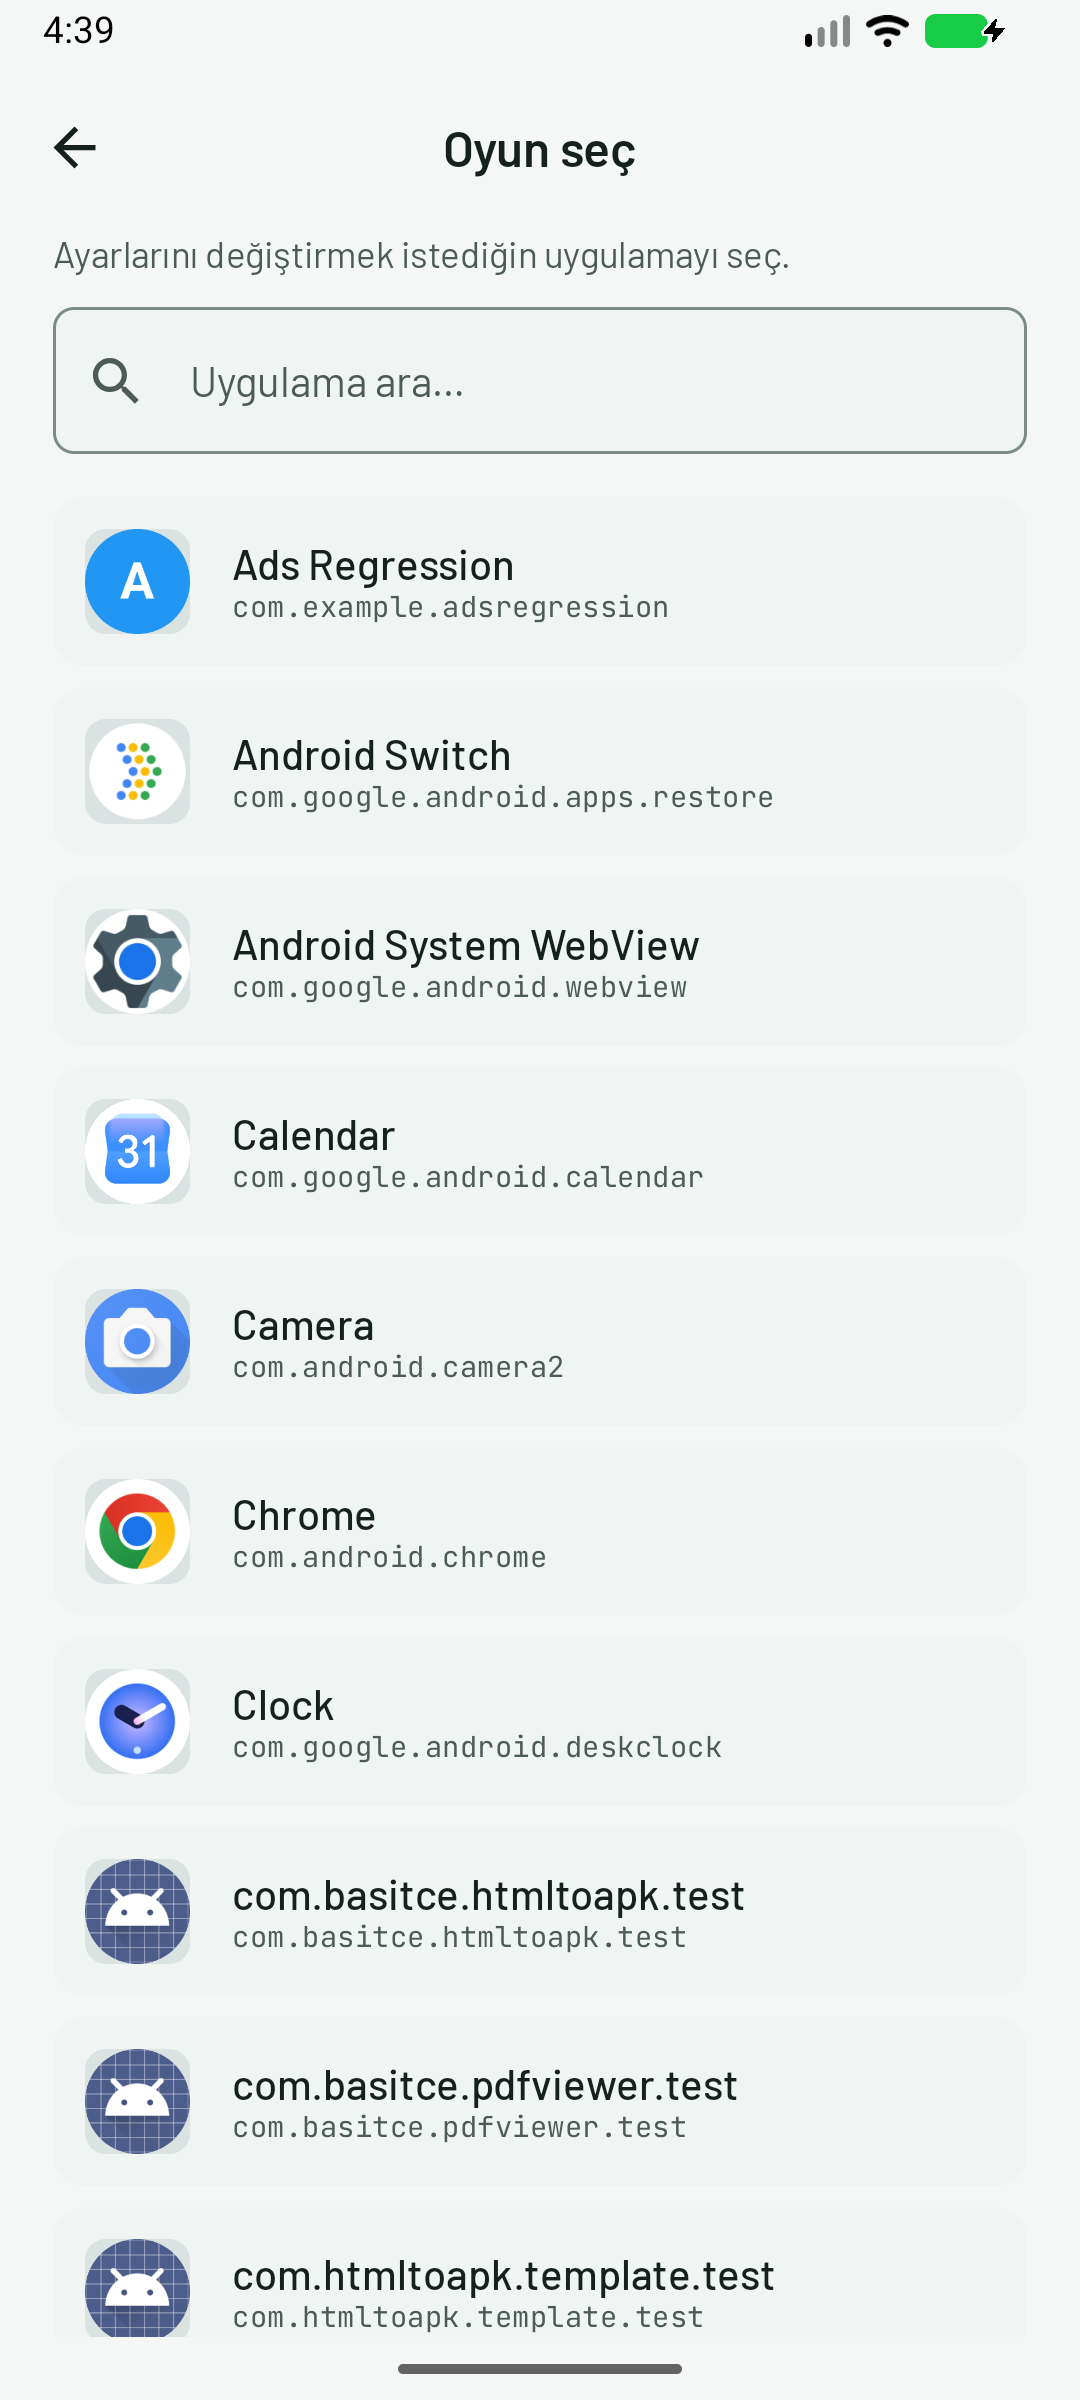 4:39
Oyun seç
Ayarlarını değiştirmek istediğin uygulamayı seç.
Uygulama ara...
A
Ads Regression
com.example.adsregression
Android Switch
com.google.android.apps.restore
Android System WebView
com.google.android.webview
31
Calendar
com.google.android.calendar
Camera
com.android.camera2
Chrome
com.android.chrome
Clock
com.google.android.deskclock
com.basitce.htmltoapk.test
com.basitce.htmltoapk.test
com.basitce.pdfviewer.test
com.basitce.pdfviewer.test
com.htmltoapk.template.test
com.htmltoapk.template.test